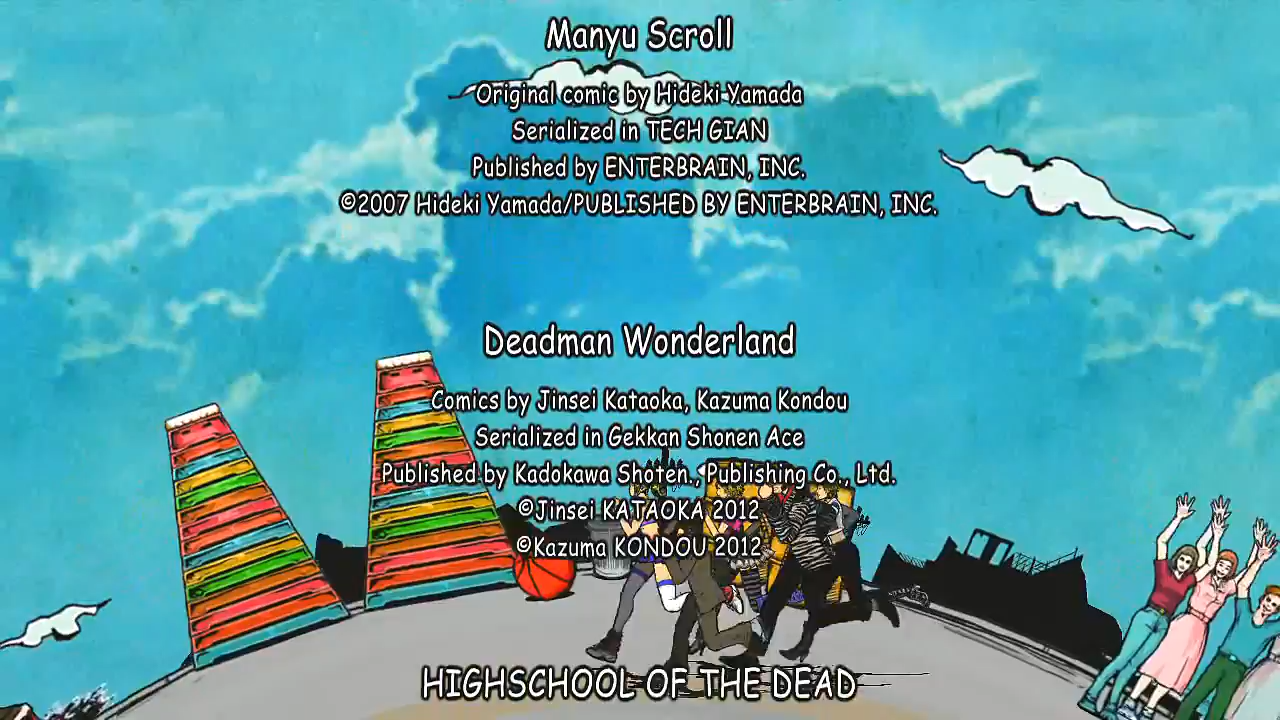 Manyu Scroll
Original comic by Hideki Yamada
Serialized in TECH GIAN
Published by ENTERBRAIN, INC.
©2007 Hideki Yamada/PUBLISHED BY ENTERBRAIN, INC.
Deadman Wonderland
Comics by Jinsei Kataoka, Kazuma Kondou
Serialized in Gekkan Shonen Ace
Published by Kadokawa Shoten., Publishing Co., Ltd.
©Jinsei KATAOKA 2012
©Kazuma KONDOU 2012
HIGHSCHOOL OF THE DEAD